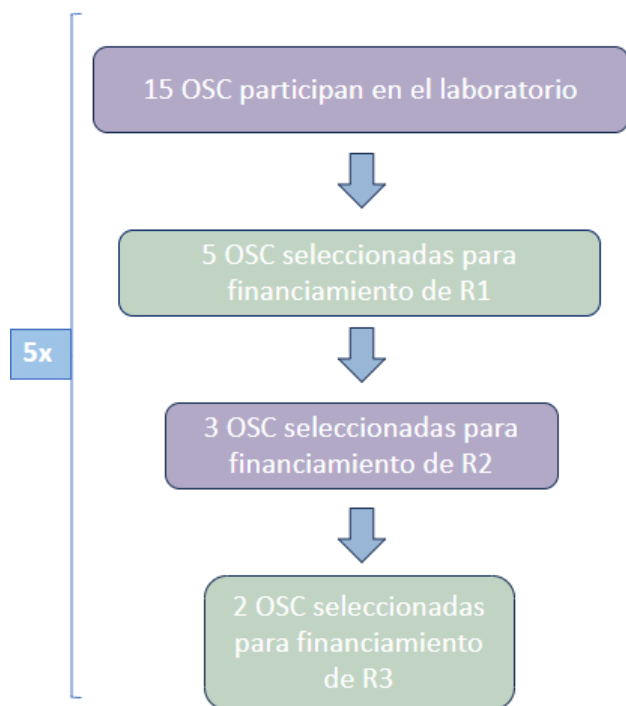 15 OSC participan en el laboratorio
5 OSC seleccionadas para
financiamiento de R1
5x
3 OSC seleccionadas para
financiamiento de R2
2 OSC seleccionadas
para financiamiento
de R3